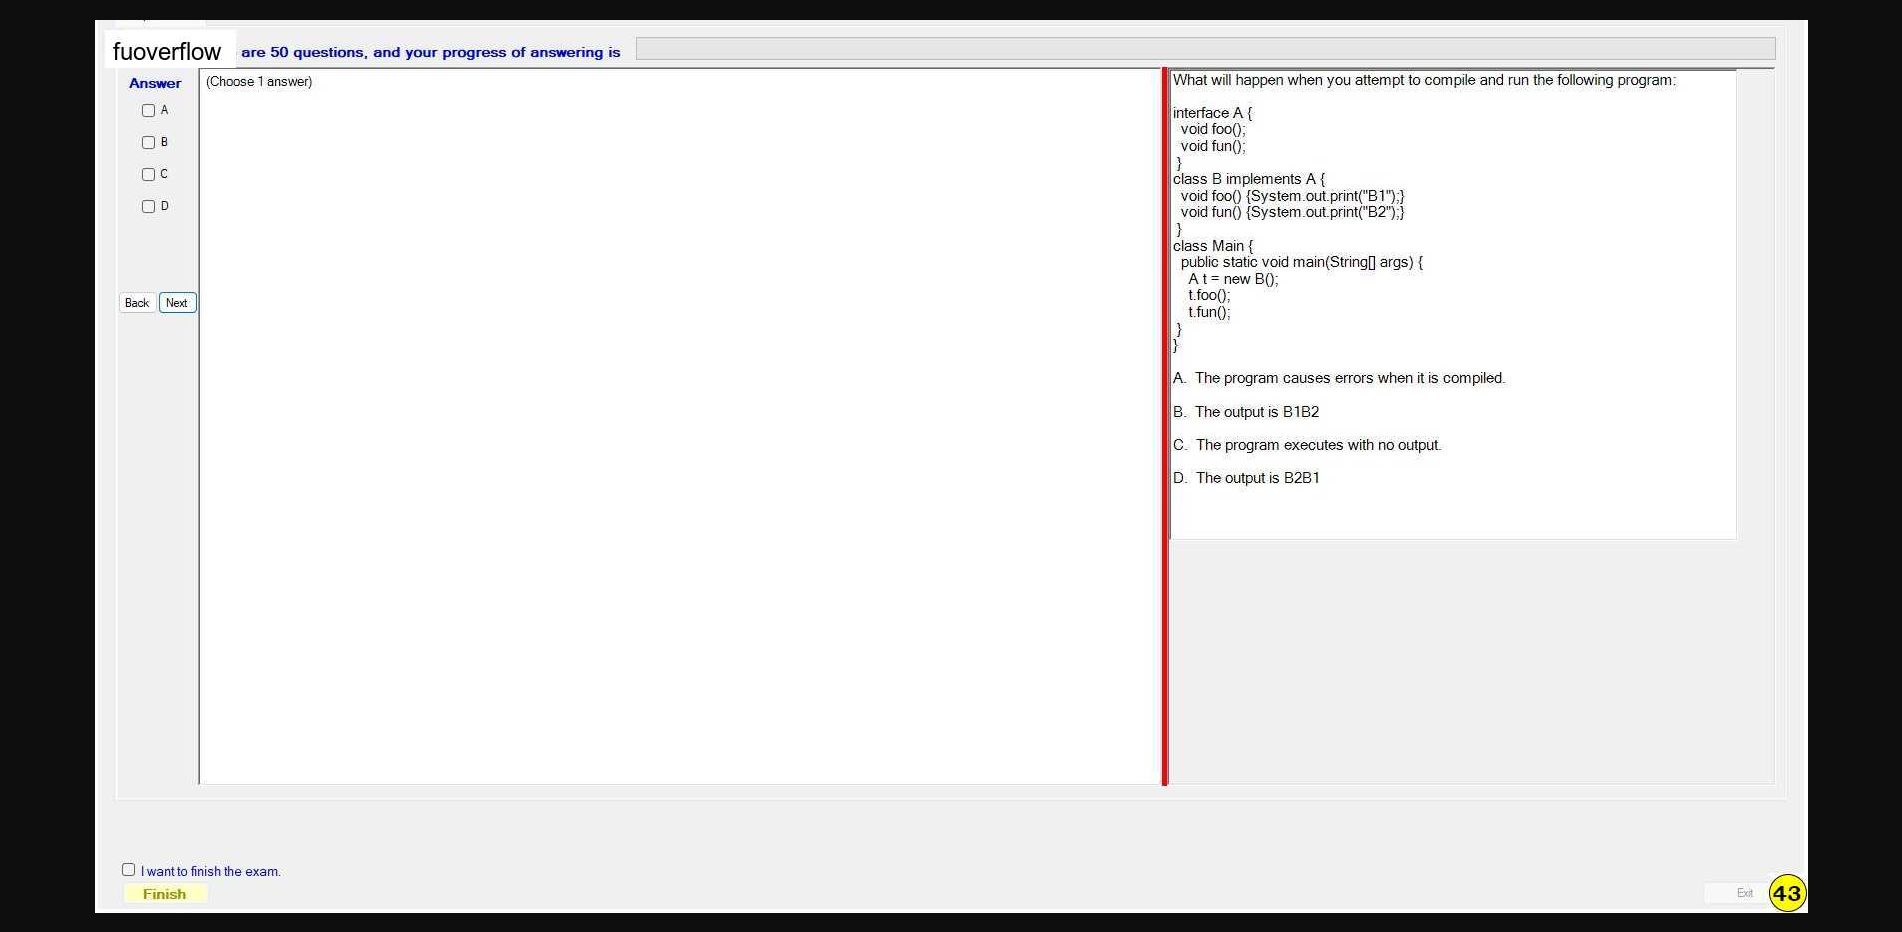 fuoverflow are 50 questions, and your progress of answering is
Answer
(Choose 1 answer)
A
B
C
D
Back Next
What will happen when you attempt to compile and run the following program:
interface A {
void foo();
void fun();
}
class B implements A {
void foo() {System.out.print("B1");}
void fun() {System.out.print("B2");}
}
class Main {
public static void main(String[] args) {
A t = new B();
t.foo();
t.fun();
}
}
A. The program causes errors when it is compiled.
B. The output is B1B2
C. The program executes with no output.
D. The output is B2B1
I want to finish the exam.
Finish
Exit
43